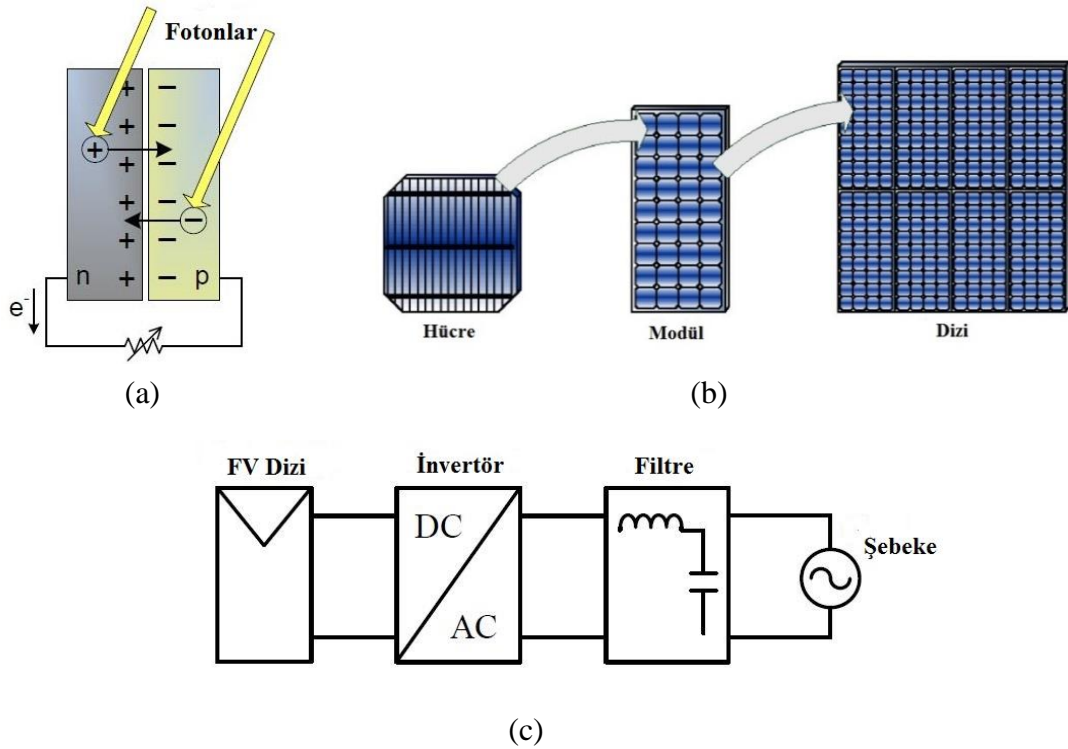 Fotonlar
+ −
+ −
+ + −
+ − −
+ −
n + − p
e-
(a)
Hücre
Modül
Dizi
(b)
FV Dizi
İnvertör
Filtre
DC
AC
Şebeke
(c)